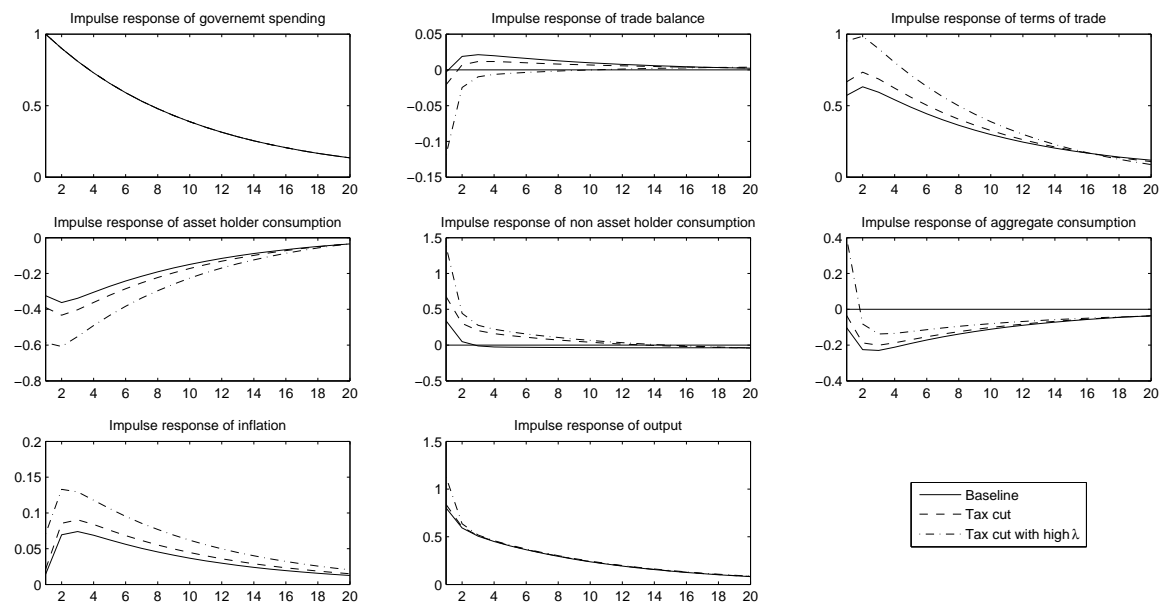 Impulse response of governemt spending
1
0.5
0
2 4 6 8 10 12 14 16 18 20
Impulse response of trade balance
0.05
0
−0.05
−0.1
−0.15
2 4 6 8 10 12 14 16 18 20
Impulse response of terms of trade
1
0.5
0
2 4 6 8 10 12 14 16 18 20
Impulse response of asset holder consumption
0
−0.2
−0.4
−0.6
−0.8
2 4 6 8 10 12 14 16 18 20
Impulse response of non asset holder consumption
1.5
1
0.5
0
−0.5
2 4 6 8 10 12 14 16 18 20
Impulse response of aggregate consumption
0.4
0.2
0
−0.2
−0.4
2 4 6 8 10 12 14 16 18 20
Impulse response of inflation
0.2
0.15
0.1
0.05
0
2 4 6 8 10 12 14 16 18 20
Impulse response of output
1.5
1
0.5
0
2 4 6 8 10 12 14 16 18 20
Baseline
Tax cut
Tax cut with high λ